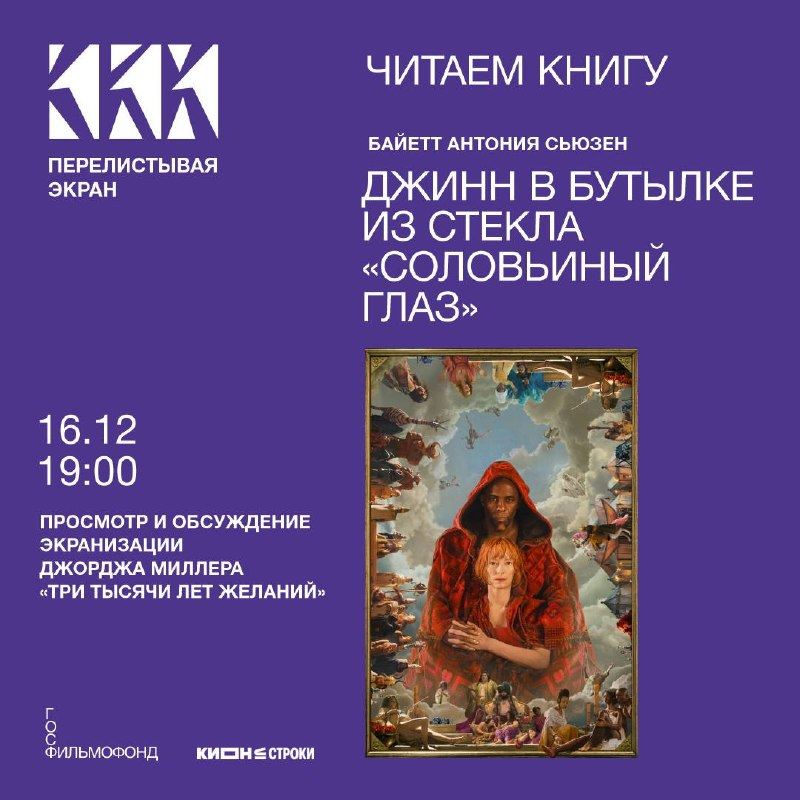 ККК
ПЕРЕЛИСТЫВАЯ
ЭКРАН
ЧИТАЕМ КНИГУ
БАЙЕТТ АНТОНИЯ СЬЮЗЕН
ДЖИНН В БУТЫЛКЕ
ИЗ СТЕКЛА
«СОЛОВЬИНЫЙ
ГЛАЗ»
16.12
19:00
ПРОСМОТР И ОБСУЖДЕНИЕ
ЭКРАНИЗАЦИИ
ДЖОРДЖА МИЛЛЕРА
«ТРИ ТЫСЯЧИ ЛЕТ ЖЕЛАНИЙ»
ГОС
ФИЛЬМОФОНД
КИОН СТРОКИ